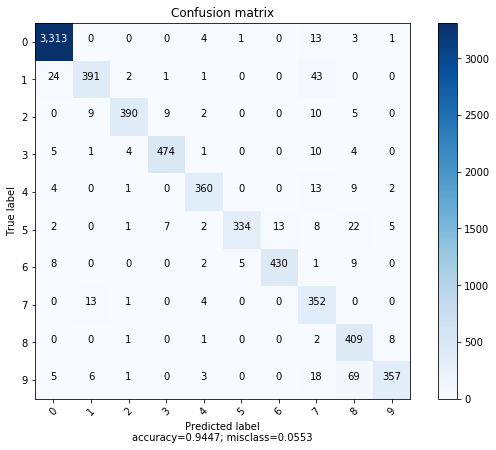 Confusion matrix
True label
0 3,313 0 0 0 4 1 0 13 3 1
1 24 391 2 1 1 0 0 43 0 0
2 0 9 390 9 2 0 0 10 5 0
3 5 1 4 474 1 0 0 10 4 0
4 4 0 1 0 360 0 0 13 9 2
5 2 0 1 7 2 334 13 8 22 5
6 8 0 0 0 2 5 430 1 9 0
7 0 13 1 0 4 0 0 352 0 0
8 0 0 1 0 1 0 0 2 409 8
9 5 6 1 0 3 0 0 18 69 357
0 1 2 3 4 5 6 7 8 9
Predicted label
accuracy=0.9447; misclass=0.0553
3000
2500
2000
1500
1000
500
0